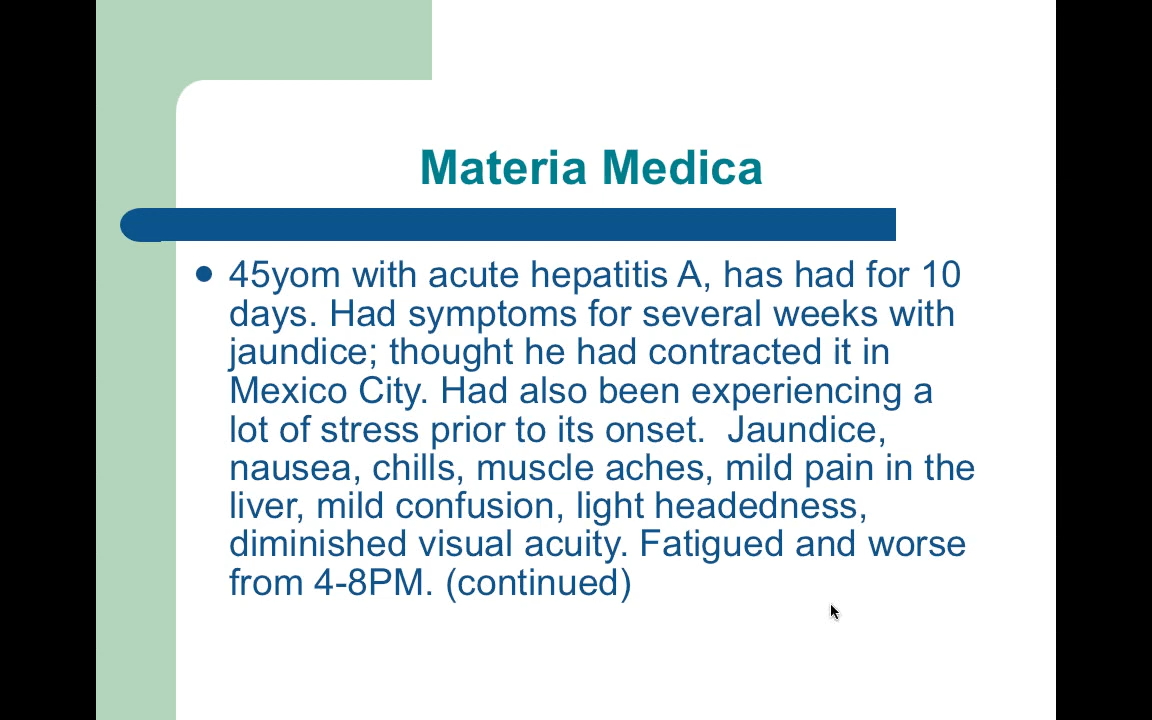 Materia Medica
45yom with acute hepatitis A, has had for 10
days. Had symptoms for several weeks with
jaundice; thought he had contracted it in
Mexico City. Had also been experiencing a
lot of stress prior to its onset.  Jaundice,
nausea, chills, muscle aches, mild pain in the
liver, mild confusion, light headedness,
diminished visual acuity. Fatigued and worse
from 4-8PM. (continued)